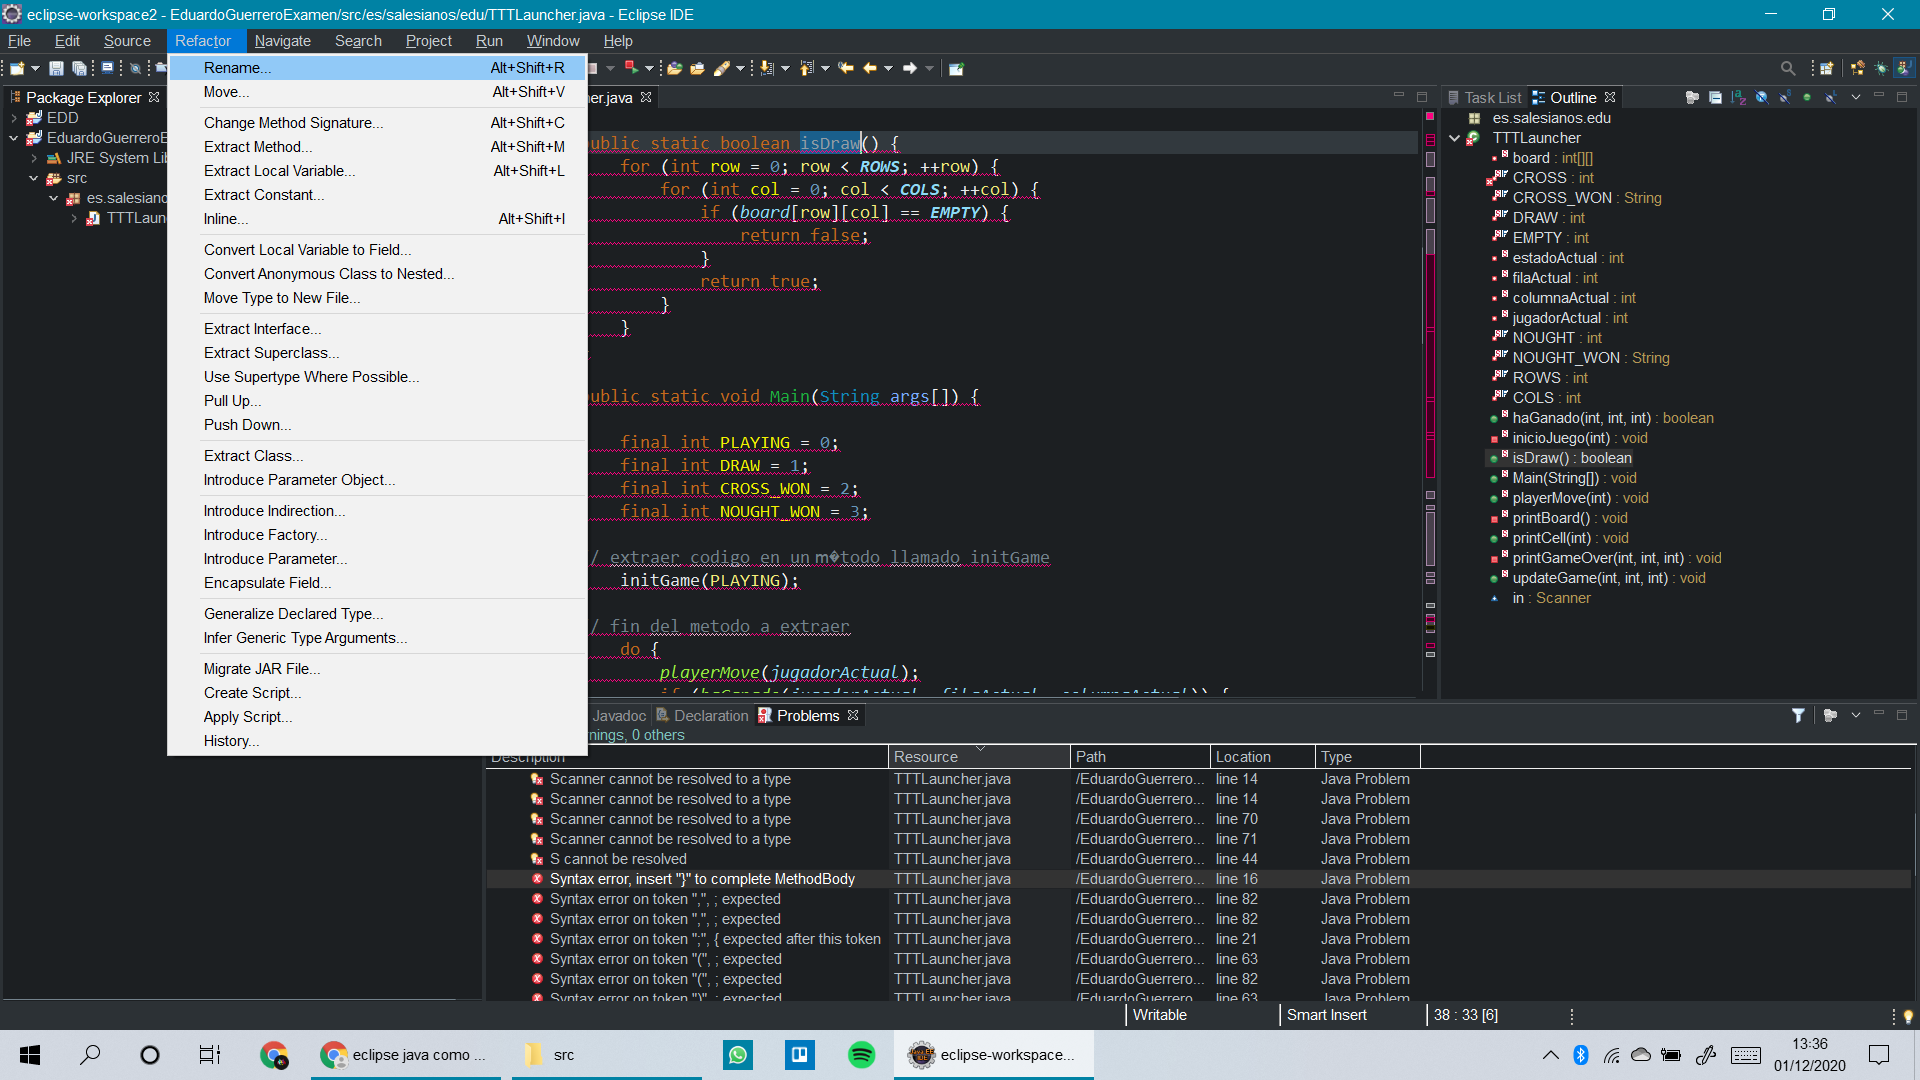 eclipse-workspace2 - EduardoGuerreroExamen/src/es/salesianos/edu/TTTLauncher.java - Eclipse IDE
File Edit Source Refactor Navigate Search Project Run Window Help
Rename... Alt+Shift+R
Move... Alt+Shift+V
Change Method Signature... Alt+Shift+C
Extract Method... Alt+Shift+M
Extract Local Variable... Alt+Shift+L
Extract Constant...
Inline... Alt+Shift+I
Convert Local Variable to Field...
Convert Anonymous Class to Nested...
Move Type to New File...
Extract Interface...
Extract Superclass...
Use Supertype Where Possible...
Pull Up...
Push Down...
Extract Class...
Introduce Parameter Object...
Introduce Indirection...
Introduce Factory...
Introduce Parameter...
Encapsulate Field...
Generalize Declared Type...
Infer Generic Type Arguments...
Migrate JAR File...
Create Script...
Apply Script...
History...
Package Explorer
EDD
EduardoGuerreroE
JRE System Lib
src
es.salesiano
TTTLaun
er.java
ublic static boolean isDraw() {
for (int row = 0; row < ROWS; ++row) {
for (int col = 0; col < COLS; ++col) {
if (board[row][col] == EMPTY) {
return false;
}
return true;
}
}
ublic static void Main(String args[]) {
final int PLAYING = 0;
final int DRAW = 1;
final int CROSS_WON = 2;
final int NOUGHT_WON = 3;
/ extraer codigo en un m�todo llamado initGame
initGame(PLAYING);
/ fin del metodo a extraer
do {
playerMove(jugadorActual);
if (haGanado(jugadorActual, filaActual, columnaActual)) {
Task List Outline
es.salesianos.edu
TTTLauncher
board : int[][]
CROSS : int
CROSS_WON : String
DRAW : int
EMPTY : int
estadoActual : int
filaActual : int
columnaActual : int
jugadorActual : int
NOUGHT : int
NOUGHT_WON : String
ROWS : int
COLS : int
haGanado(int, int, int) : boolean
inicioJuego(int) : void
isDraw() : boolean
Main(String[]) : void
playerMove(int) : void
printBoard() : void
printCell(int) : void
printGameOver(int, int, int) : void
updateGame(int, int, int) : void
in : Scanner
Javadoc Declaration Problems
nings, 0 others
Description Resource Path Location Type
Scanner cannot be resolved to a type TTTLauncher.java /EduardoGuerrero... line 14 Java Problem
Scanner cannot be resolved to a type TTTLauncher.java /EduardoGuerrero... line 14 Java Problem
Scanner cannot be resolved to a type TTTLauncher.java /EduardoGuerrero... line 70 Java Problem
Scanner cannot be resolved to a type TTTLauncher.java /EduardoGuerrero... line 71 Java Problem
S cannot be resolved TTTLauncher.java /EduardoGuerrero... line 44 Java Problem
Syntax error, insert "}" to complete MethodBody TTTLauncher.java /EduardoGuerrero... line 16 Java Problem
Syntax error on token ",", ; expected TTTLauncher.java /EduardoGuerrero... line 82 Java Problem
Syntax error on token ",", ; expected TTTLauncher.java /EduardoGuerrero... line 82 Java Problem
Syntax error on token ";", { expected after this token TTTLauncher.java /EduardoGuerrero... line 21 Java Problem
Syntax error on token "(", ; expected TTTLauncher.java /EduardoGuerrero... line 63 Java Problem
Syntax error on token "(", ; expected TTTLauncher.java /EduardoGuerrero... line 82 Java Problem
Syntax error on token ")", ; expected TTTLauncher.java /EduardoGuerrero... line 63 Java Problem
Writable Smart Insert 38 : 33 [6]
eclipse java como ... src eclipse-workspace...
13:36
01/12/2020